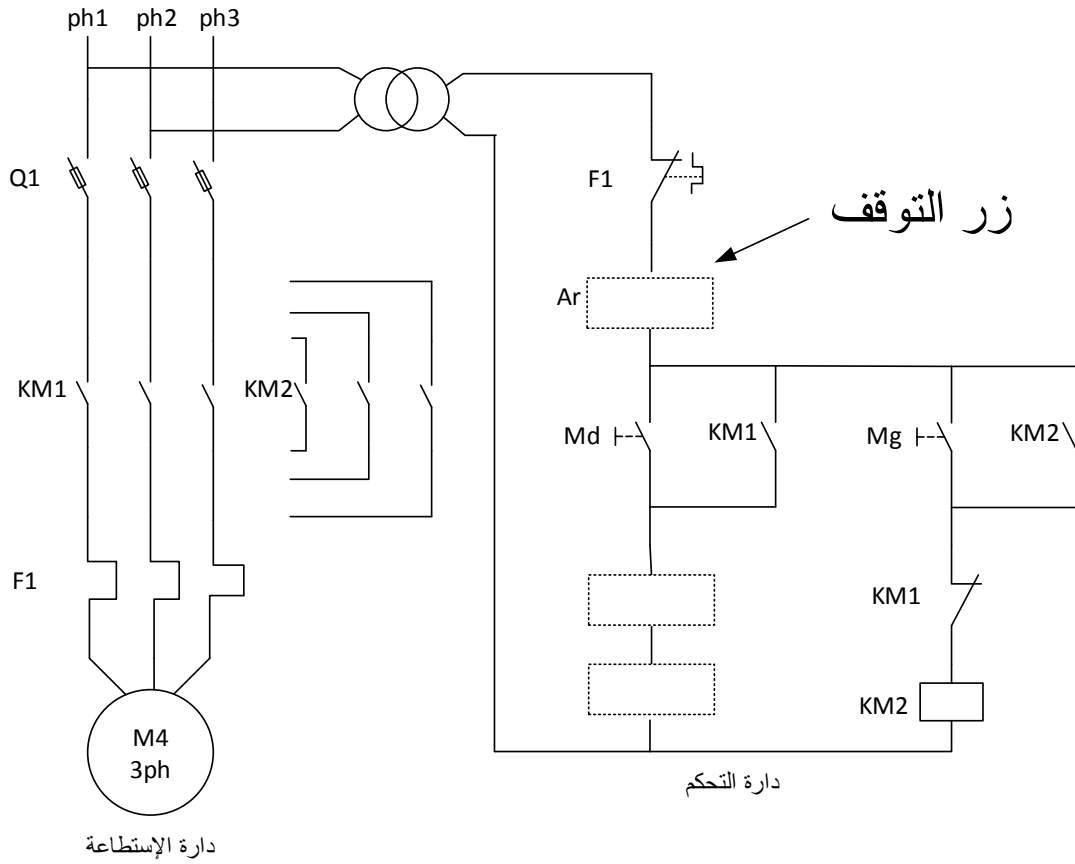 ph1 ph2 ph3
Q1
F1
زر التوقف
Ar
KM1
KM2
Md
KM1
Mg
KM2
F1
KM1
KM2
M4
3ph
دارة التحكم
دارة الإستطاعة